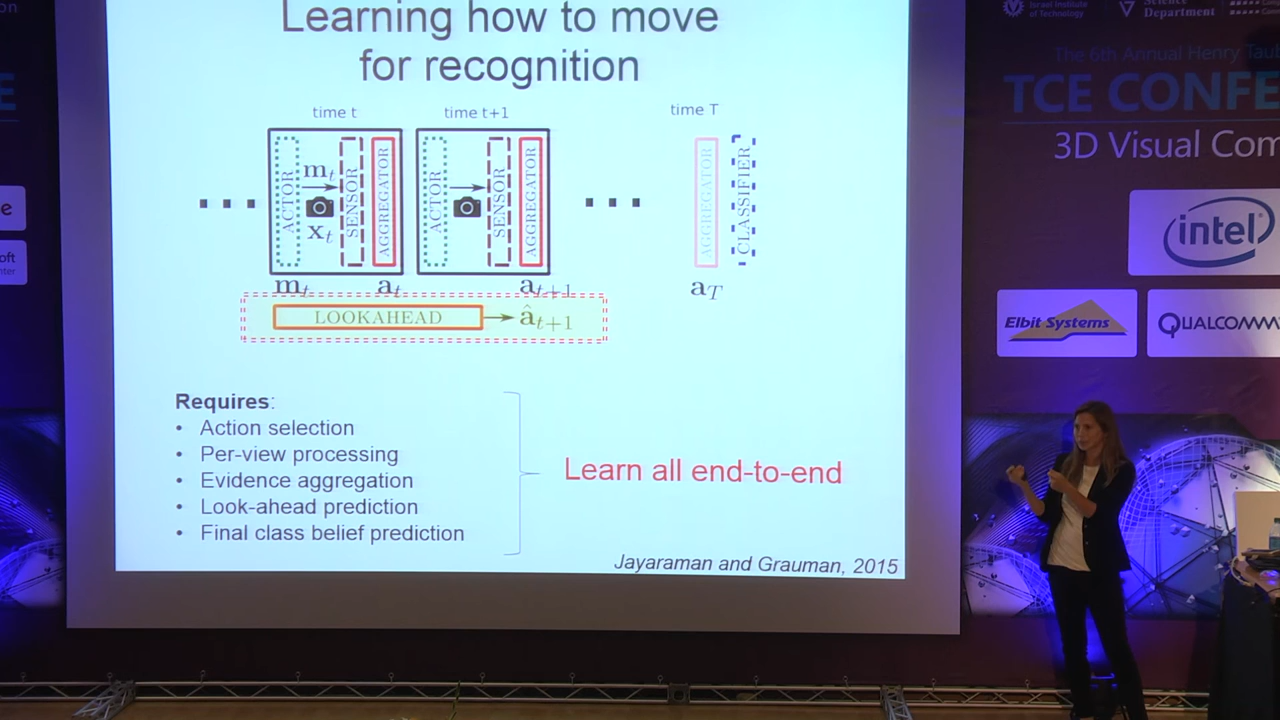 Learning how to move
for recognition
time t
time t+1
time T
ACTOR
m_t
x_t
SENSOR
AGGREGATOR
ACTOR
SENSOR
AGGREGATOR
AGGREGATOR
CLASSIFIER
m_t
a_t
a_{t+1}
a_T
LOOKAHEAD
â_{t+1}
Requires:
• Action selection
• Per-view processing
• Evidence aggregation
• Look-ahead prediction
• Final class belief prediction
Learn all end-to-end
Jayaraman and Grauman, 2015
Israel Institute
of Technology
Science
Department
The 6th Annual Henry Tau
TCE CONFE
3D Visual Com
intel
Elbit Systems
QUALCOMM